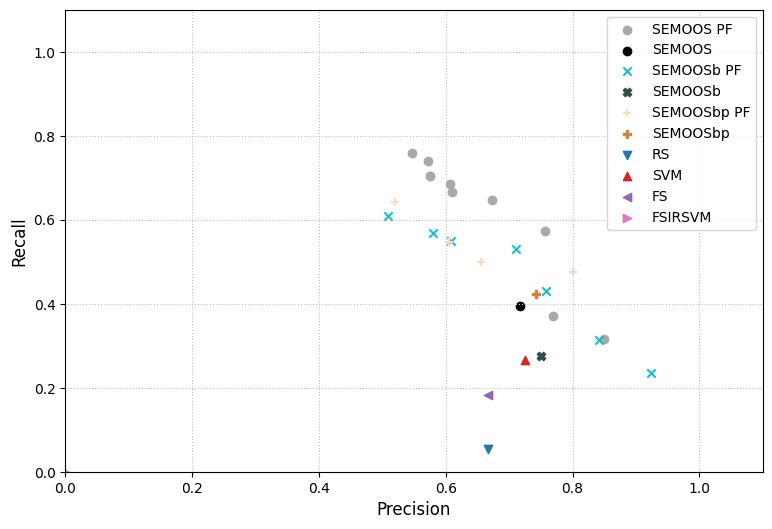 1.0
0.8
0.6
0.4
0.2
0.0
Recall
0.0 0.2 0.4 0.6 0.8 1.0
Precision
SEMOOS PF
SEMOOS
SEMOOSb PF
SEMOOSb
SEMOOSbp PF
SEMOOSbp
RS
SVM
FS
FSIRSVM